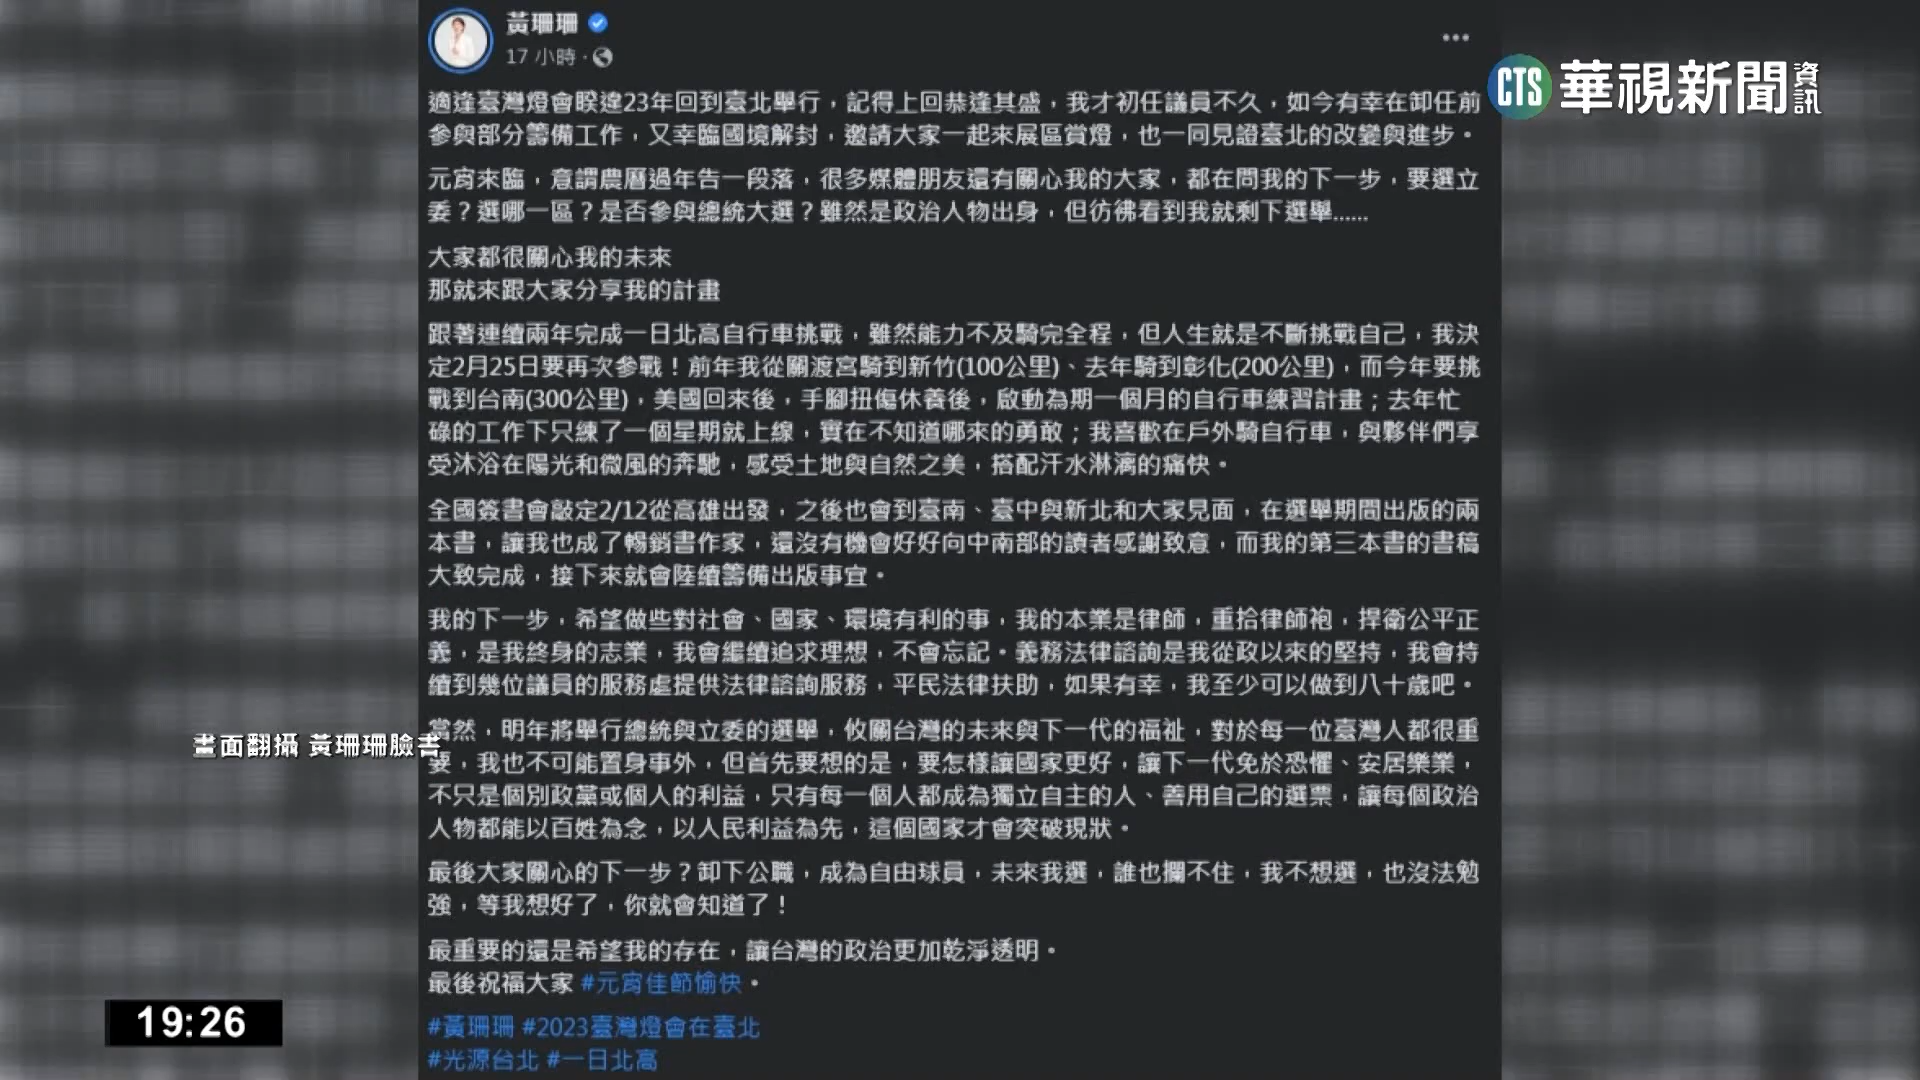 黃珊珊
17 小時
CTS 華視新聞資訊
適逢臺灣燈會睽違23年回到臺北舉行，記得上回恭逢其盛，我才初任議員不久，如今有幸在卸任前
參與部分籌備工作，又幸臨國境解封，邀請大家一起來展區賞燈，也一同見證臺北的改變與進步。
元宵來臨，意謂農曆過年告一段落，很多媒體朋友還有關心我的大家，都在問我的下一步，要選立
委？選哪一區？是否參與總統大選？雖然是政治人物出身，但彷彿看到我就剩下選舉......
大家都很關心我的未來
那就來跟大家分享我的計畫
跟著連續兩年完成一日北高自行車挑戰，雖然能力不及騎完全程，但人生就是不斷挑戰自己，我決
定2月25日要再次參戰！前年我從關渡宮騎到新竹(100公里)、去年騎到彰化(200公里)，而今年要挑
戰到台南(300公里)，美國回來後，手腳扭傷休養後，啟動為期一個月的自行車練習計畫；去年忙
碌的工作下只練了一個星期就上線，實在不知道哪來的勇敢；我喜歡在戶外騎自行車，與夥伴們享
受沐浴在陽光和微風的奔馳，感受土地與自然之美，搭配汗水淋漓的痛快。
全國簽書會敲定2/12從高雄出發，之後也會到臺南、臺中與新北和大家見面，在選舉期間出版的兩
本書，讓我也成了暢銷書作家，還沒有機會好好向中南部的讀者感謝致意，而我的第三本書的書稿
大致完成，接下來就會陸續籌備出版事宜。
我的下一步，希望做些對社會、國家、環境有利的事，我的本業是律師，重拾律師袍，捍衛公平正
義，是我終身的志業，我會繼續追求理想，不會忘記。義務法律諮詢是我從政以來的堅持，我會持
續到幾位議員的服務處提供法律諮詢服務，平民法律扶助，如果有幸，我至少可以做到八十歲吧。
當然，明年將舉行總統與立委的選舉，攸關台灣的未來與下一代的福祉，對於每一位臺灣人都很重
要，我也不可能置身事外，但首先要想的是，要怎樣讓國家更好，讓下一代免於恐懼、安居樂業，
不只是個別政黨或個人的利益，只有每一個人都成為獨立自主的人、善用自己的選票，讓每個政治
人物都能以百姓為念，以人民利益為先，這個國家才會突破現狀。
最後大家關心的下一步？卸下公職，成為自由球員，未來我選，誰也攔不住，我不想選，也沒法勉
強，等我想好了，你就會知道了！
最重要的還是希望我的存在，讓台灣的政治更加乾淨透明。
最後祝福大家 #元宵佳節愉快。
#黃珊珊 #2023臺灣燈會在臺北
#光源台北 #一日北高
畫面翻攝 黃珊珊臉書
19:26